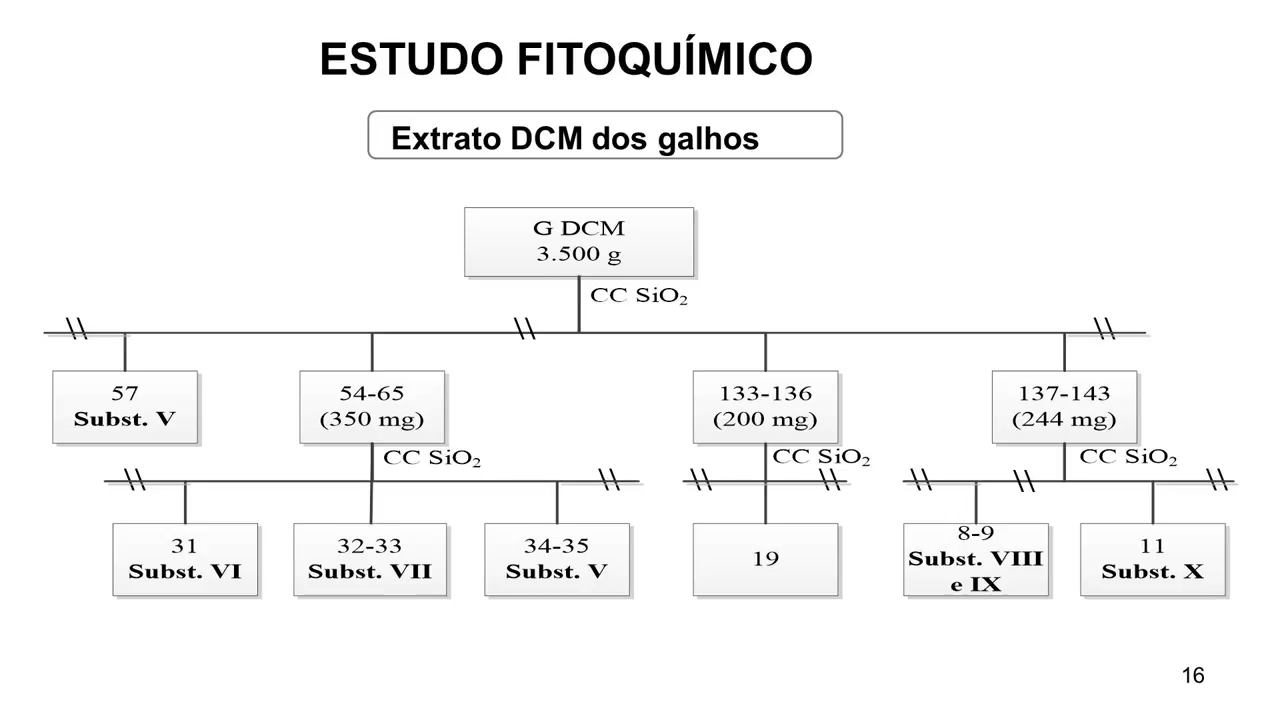 ESTUDO FITOQUÍMICO
Extrato DCM dos galhos
G DCM
3.500 g
CC SiO₂
57
Subst. V
54-65
(350 mg)
133-136
(200 mg)
137-143
(244 mg)
CC SiO₂
CC SiO₂
CC SiO₂
31
Subst. VI
32-33
Subst. VII
34-35
Subst. V
19
8-9
Subst. VIII
e IX
11
Subst. X
16